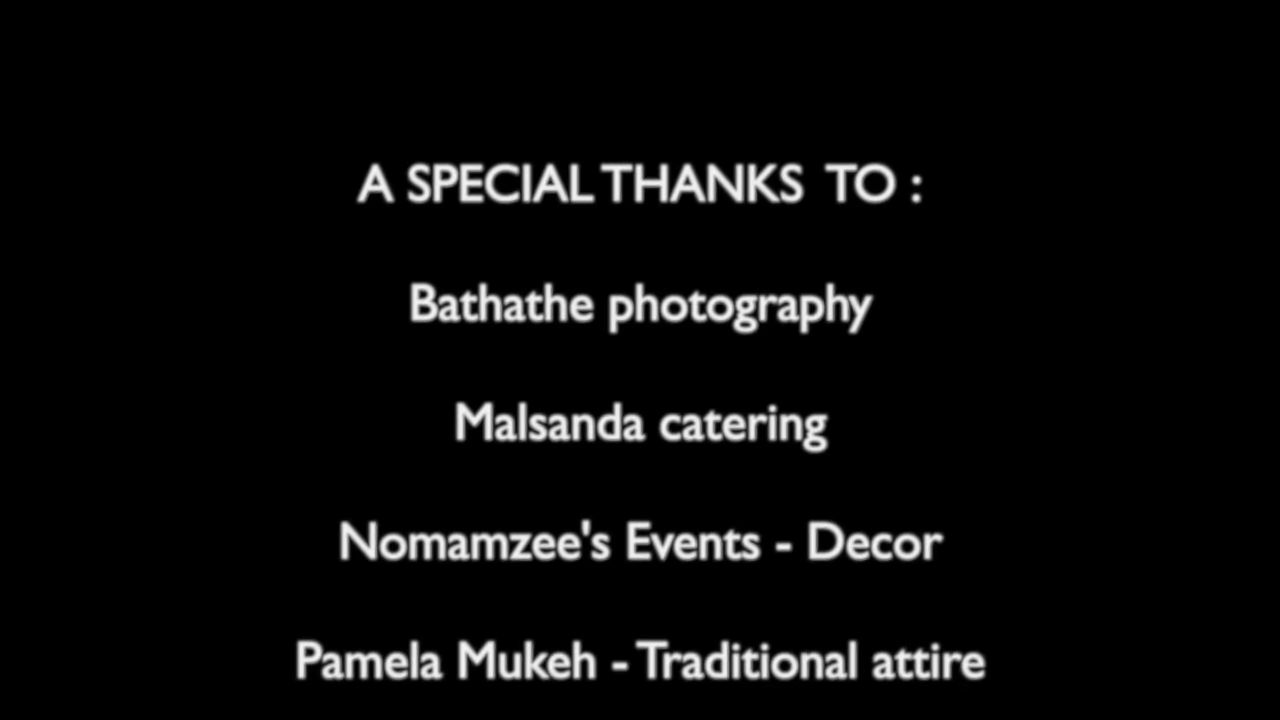 A SPECIAL THANKS TO :
Bathathe photography
Malsanda catering
Nomamzee's Events - Decor
Pamela Mukeh - Traditional attire